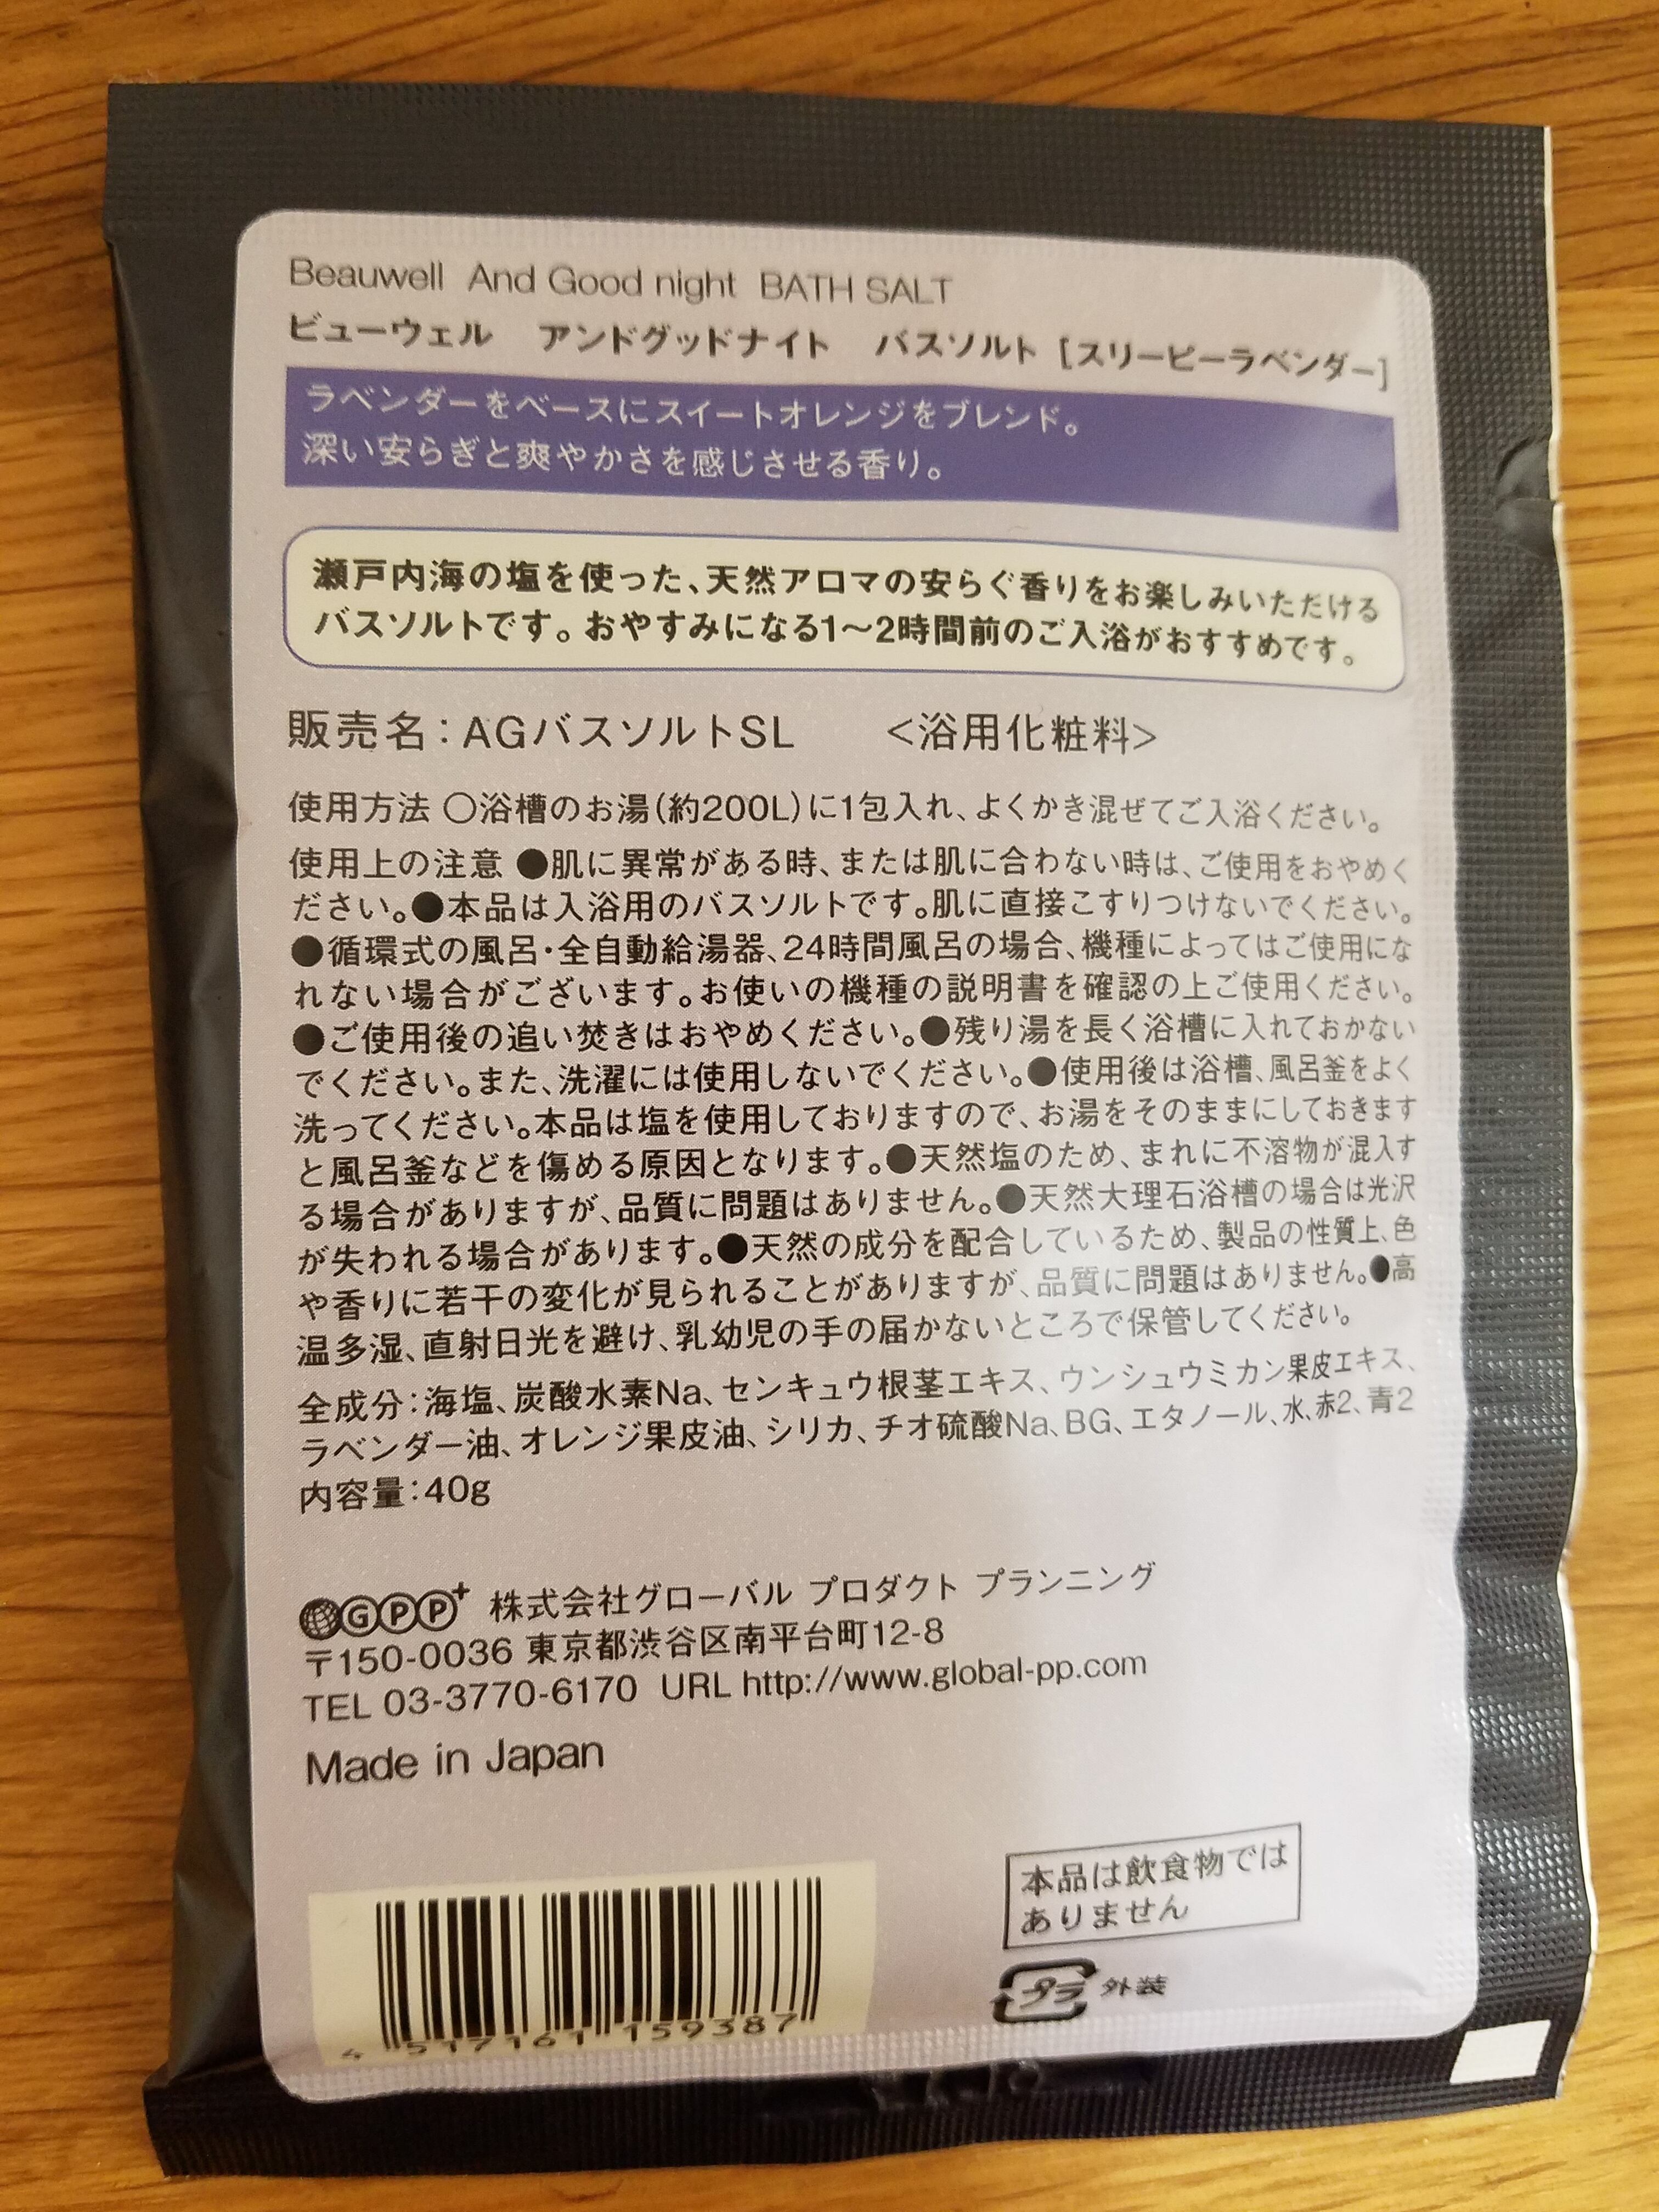 Beauwell And Good night BATH SALT
ビューウェル アンドグッドナイト バスソルト [スリーピーラベンダー]
ラベンダーをベースにスイートオレンジをブレンド。
深い安らぎと爽やかさを感じさせる香り。
瀬戸内海の塩を使った、天然アロマの安らぐ香りをお楽しみいただける
バスソルトです。おやすみになる1〜2時間前のご入浴がおすすめです。
販売名：AGバスソルトSL <浴用化粧料>
使用方法 ○浴槽のお湯(約200L)に1包入れ、よくかき混ぜてご入浴ください。
使用上の注意 ●肌に異常がある時、または肌に合わない時は、ご使用をおやめく
ださい。●本品は入浴用のバスソルトです。肌に直接こすりつけないでください。
●循環式の風呂・全自動給湯器、24時間風呂の場合、機種によってはご使用にな
れない場合がございます。お使いの機種の説明書を確認の上ご使用ください。
●ご使用後の追い焚きはおやめください。●残り湯を長く浴槽に入れておかない
でください。また、洗濯には使用しないでください。●使用後は浴槽、風呂釜をよく
洗ってください。本品は塩を使用しておりますので、お湯をそのままにしておきます
と風呂釜などを傷める原因となります。●天然塩のため、まれに不溶物が混入す
る場合がありますが、品質に問題はありません。●天然大理石浴槽の場合は光沢
が失われる場合があります。●天然の成分を配合しているため、製品の性質上、色
や香りに若干の変化が見られることがありますが、品質に問題はありません。●高
温多湿、直射日光を避け、乳幼児の手の届かないところで保管してください。
全成分：海塩、炭酸水素Na、センキュウ根茎エキス、ウンシュウミカン果皮エキス、
ラベンダー油、オレンジ果皮油、シリカ、チオ硫酸Na、BG、エタノール、水、赤2、青2
内容量：40g
GPP+ 株式会社グローバル プロダクト プランニング
〒150-0036 東京都渋谷区南平台町12-8
TEL 03-3770-6170 URL http://www.global-pp.com
Made in Japan
本品は飲食物では
ありません
プラ 外装
4 517161 159387